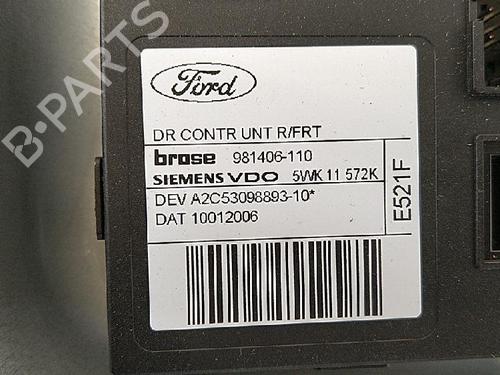 B-PARTS
Ford
DR CONTR UNT R/FRT
brose 981406-110
SIEMENS VDO 5WK 11 572K
DEV A2C53098893-10*
DAT 10012006
E521F